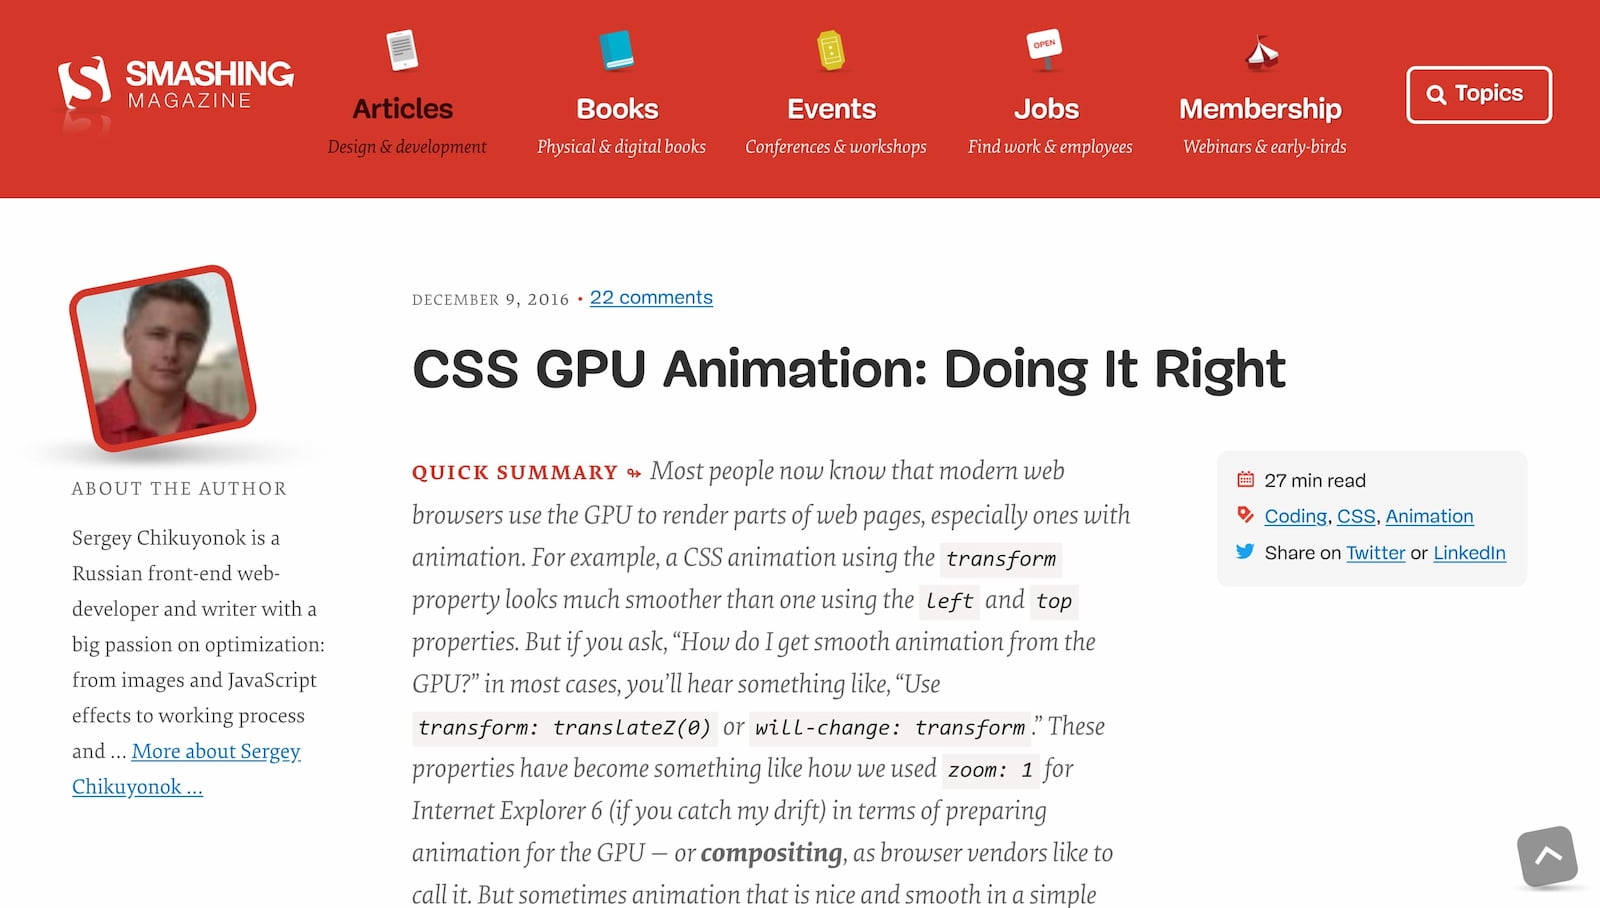 SMASHING
MAGAZINE
Articles
Design & development
Books
Physical & digital books
Events
Conferences & workshops
OPEN
Jobs
Find work & employees
Membership
Webinars & early-birds
Topics
DECEMBER 9, 2016 • 22 comments
CSS GPU Animation: Doing It Right
ABOUT THE AUTHOR
Sergey Chikuyonok is a
Russian front-end web-
developer and writer with a
big passion on optimization:
from images and JavaScript
effects to working process
and … More about Sergey
Chikuyonok …
QUICK SUMMARY ↬ Most people now know that modern web
browsers use the GPU to render parts of web pages, especially ones with
animation. For example, a CSS animation using the transform
property looks much smoother than one using the left and top
properties. But if you ask, “How do I get smooth animation from the
GPU?” in most cases, you’ll hear something like, “Use
transform: translateZ(0) or will-change: transform.” These
properties have become something like how we used zoom: 1 for
Internet Explorer 6 (if you catch my drift) in terms of preparing
animation for the GPU — or compositing, as browser vendors like to
call it. But sometimes animation that is nice and smooth in a simple
27 min read
Coding, CSS, Animation
Share on Twitter or LinkedIn